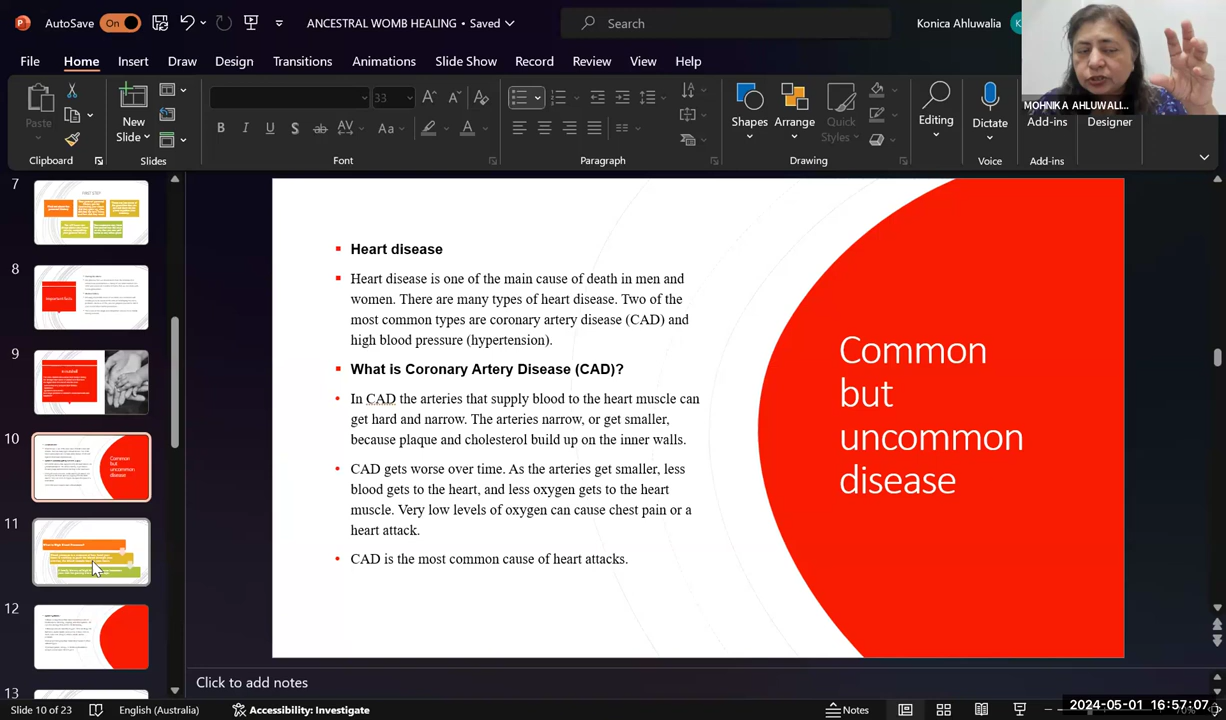 AutoSave On ANCESTRAL WOMB HEALING • Saved Search Konica Ahluwalia
File Home Insert Draw Design Transitions Animations Slide Show Record Review View Help
MOHNIKA AHLUWALI...
33
Paste
New
Slide
B I U S ab AV Aa A
Shapes Arrange Quick
Styles Editing Dictate Add-ins Designer
Clipboard Slides Font Paragraph Drawing Voice Add-ins
7
8
Important facts
9
10
Common
but
uncommon
disease
11
12
13
Heart disease
Heart disease is one of the main cause of death in men and
women. There are many types of heart disease. Two of the
most common types are coronary artery disease (CAD) and
high blood pressure (hypertension).
What is Coronary Artery Disease (CAD)?
In CAD the arteries that supply blood to the heart muscle can
get hard and narrow. The arteries narrow, or get smaller,
because plaque and cholesterol build up on the inner walls.
CAD gets worse over time. As the arteries get smaller, less
blood gets to the heart, and less oxygen gets to the heart
muscle. Very low levels of oxygen can cause chest pain or a
heart attack.
CAD is the most common cause of heart attacks.
Common
but
uncommon
disease
Click to add notes
Slide 10 of 23 English (Australia) Accessibility: Investigate Notes
2024-05-01 16:57:07